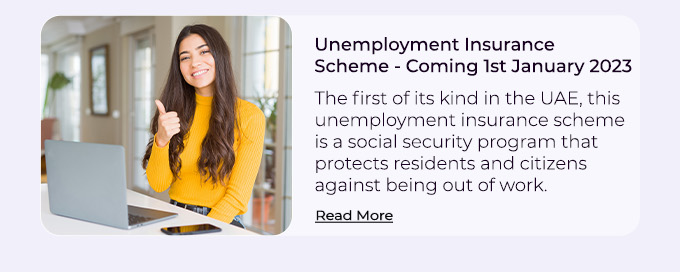 Unemployment Insurance
Scheme - Coming 1st January 2023
The first of its kind in the UAE, this
unemployment insurance scheme
is a social security program that
protects residents and citizens
against being out of work.
Read More